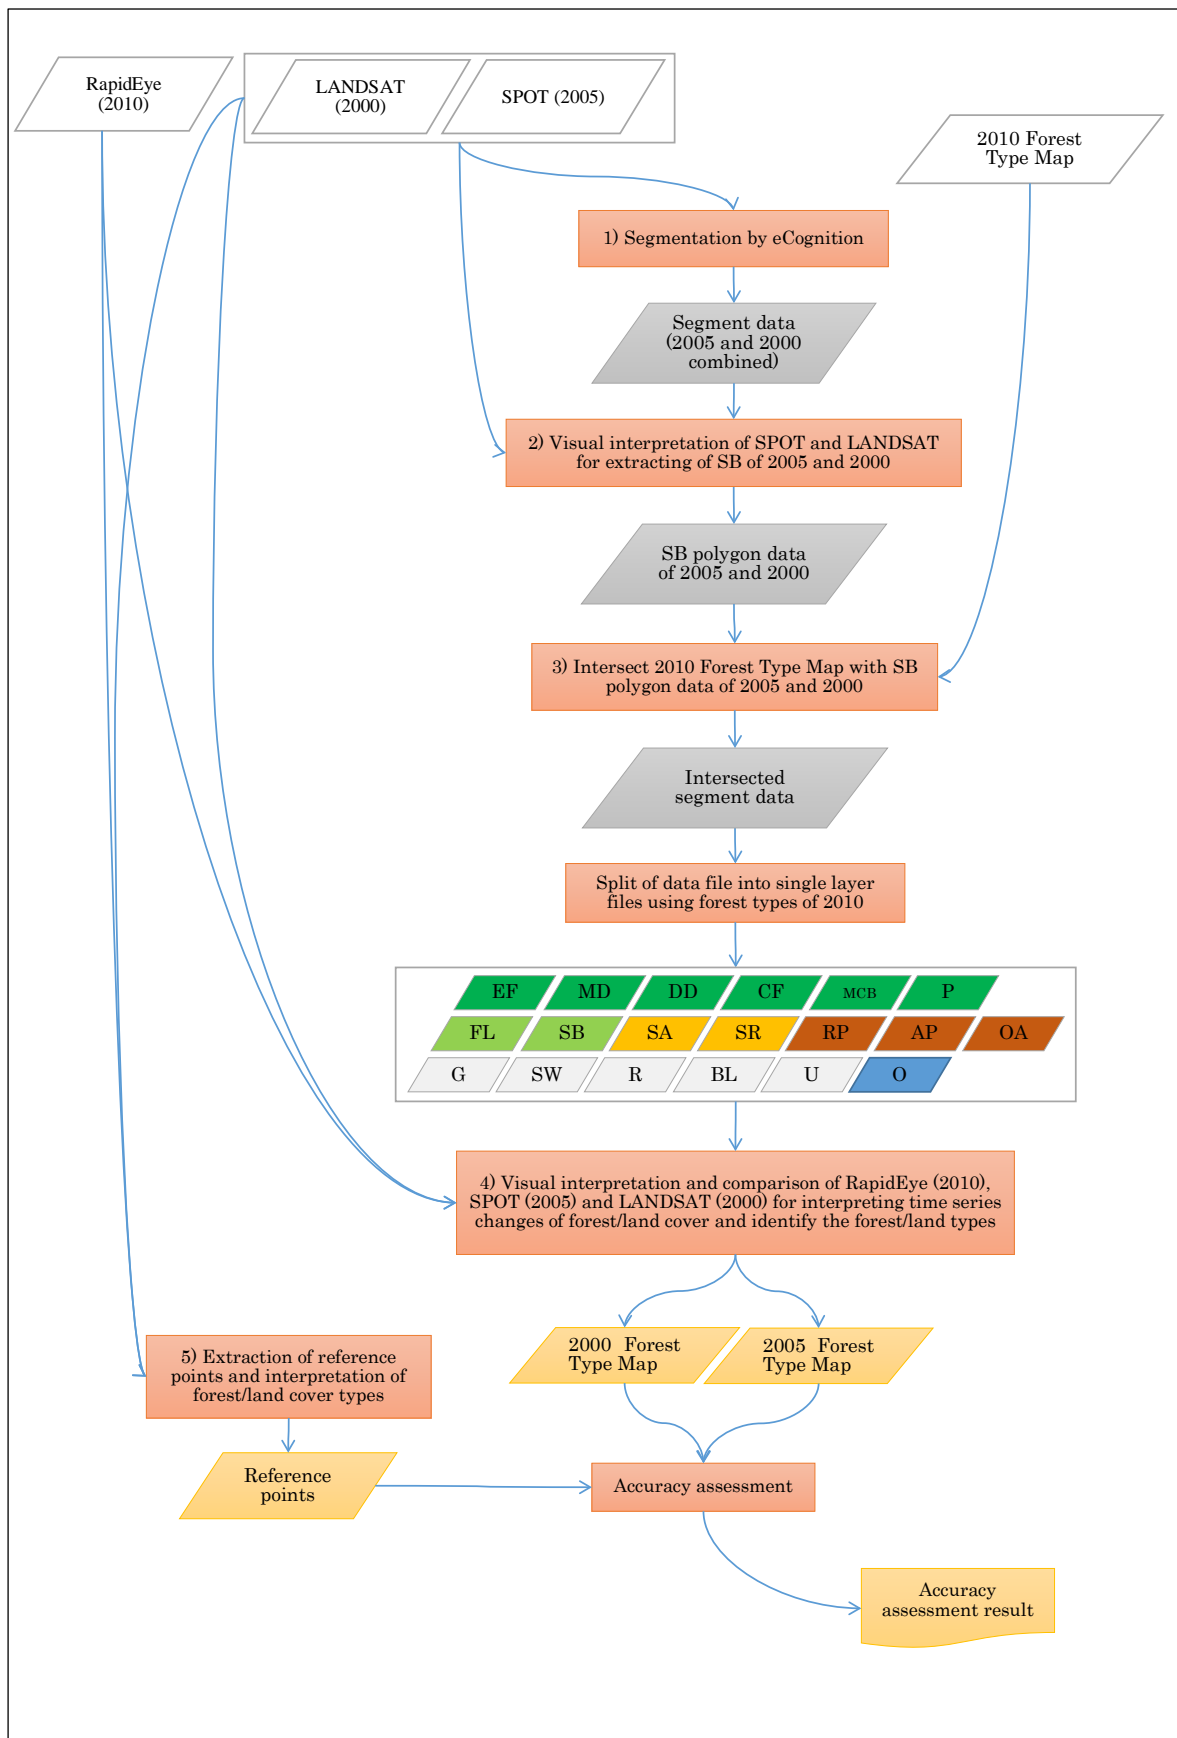 RapidEye
(2010)
LANDSAT
(2000)
SPOT (2005)
2010 Forest
Type Map
1) Segmentation by eCognition
Segment data
(2005 and 2000
combined)
2) Visual interpretation of SPOT and LANDSAT
for extracting of SB of 2005 and 2000
SB polygon data
of 2005 and 2000
3) Intersect 2010 Forest Type Map with SB
polygon data of 2005 and 2000
Intersected
segment data
Split of data file into single layer
files using forest types of 2010
EF MD DD CF MCB P
FL SB SA SR RP AP OA
G SW R BL U O
4) Visual interpretation and comparison of RapidEye (2010),
SPOT (2005) and LANDSAT (2000) for interpreting time series
changes of forest/land cover and identify the forest/land types
2000 Forest
Type Map
2005 Forest
Type Map
5) Extraction of reference
points and interpretation of
forest/land cover types
Reference
points
Accuracy assessment
Accuracy
assessment result